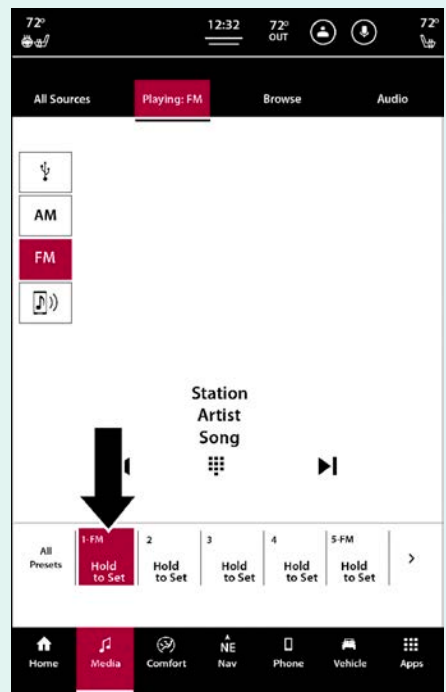 72° 12:32 72° 72°
OUT
All Sources Playing: FM Browse Audio
AM
FM
Station
Artist
Song
1-FM 2 3 4 5-FM
All Hold Hold Hold Hold Hold
Presets to Set to Set to Set to Set to Set
NE
Home Media Comfort Nav Phone Vehicle Apps